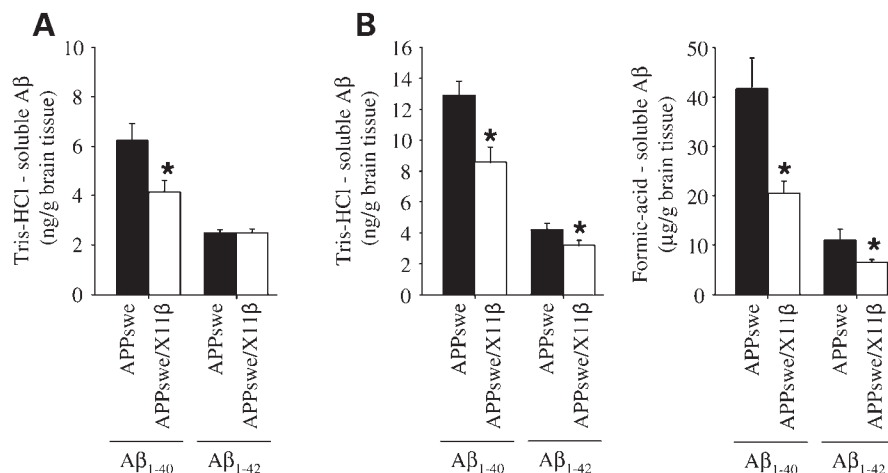 A
Tris-HCl - soluble Aβ
(ng/g brain tissue)
10
8
6
4
2
0
*
APPswe
APPswe/X11β
APPswe
APPswe/X11β
Aβ1-40
Aβ1-42
B
Tris-HCl - soluble Aβ
(ng/g brain tissue)
16
14
12
10
8
6
4
2
0
*
*
APPswe
APPswe/X11β
APPswe
APPswe/X11β
Aβ1-40
Aβ1-42
Formic-acid - soluble Aβ
(µg/g brain tissue)
50
40
30
20
10
0
*
*
APPswe
APPswe/X11β
APPswe
APPswe/X11β
Aβ1-40
Aβ1-42